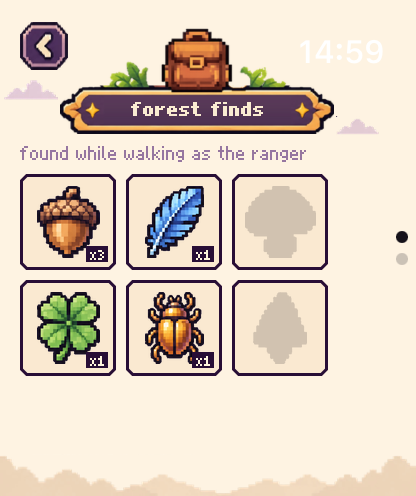 14:59
forest finds
found while walking as the ranger
x3
x1
x1
x1